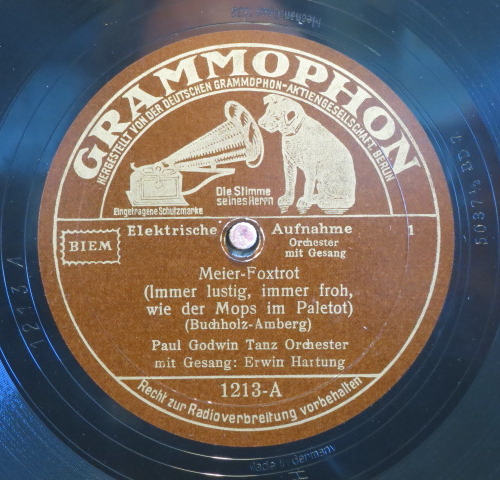 GRAMMOPHON
HERGESTELLT VON DER DEUTSCHEN GRAMMOPHON-AKTIENGESELLSCHAFT, BERLIN
Die Stimme
seines Herrn
Eingetragene Schutzmarke
BIEM
Elektrische Aufnahme 1
Orchester
mit Gesang
Meier-Foxtrot
(Immer lustig, immer froh,
wie der Mops im Paletot)
(Buchholz-Amberg)
Paul Godwin Tanz Orchester
mit Gesang: Erwin Hartung
1213-A
Recht zur Radioverbreitung vorbehalten
Made in Germany
1213 A